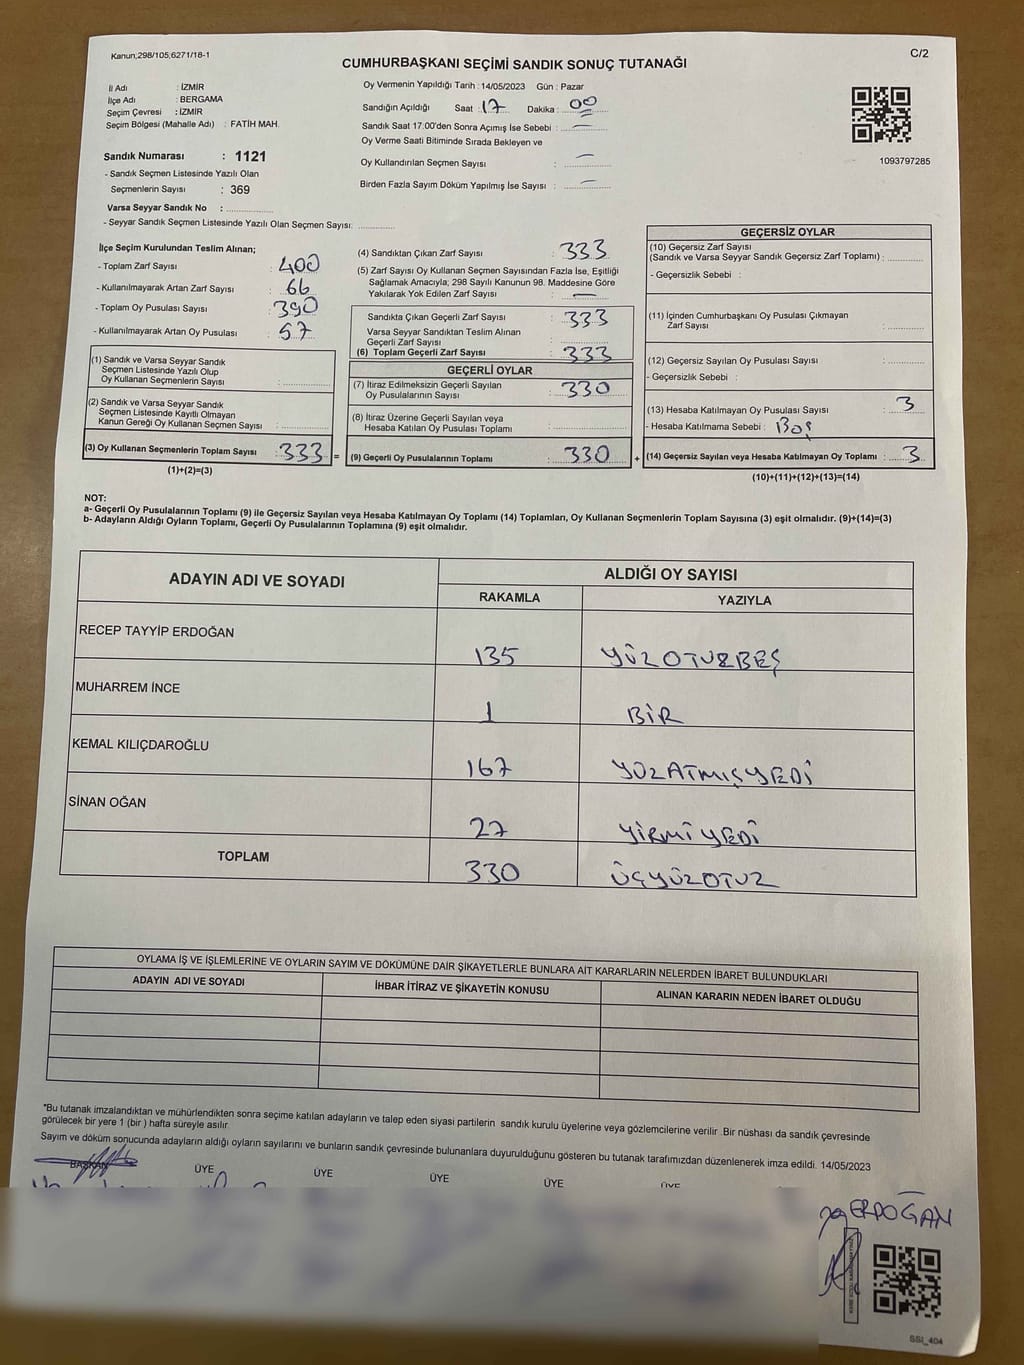 Kanun;298/105;6271/18-1
C/2
CUMHURBAŞKANI SEÇİMİ SANDIK SONUÇ TUTANAĞI
İl Adı : İZMİR
İlçe Adı : BERGAMA
Seçim Çevresi : İZMİR
Seçim Bölgesi (Mahalle Adı) : FATİH MAH.
Sandık Numarası : 1121
- Sandık Seçmen Listesinde Yazılı Olan
Seçmenlerin Sayısı : 369
Varsa Seyyar Sandık No :
- Seyyar Sandık Seçmen Listesinde Yazılı Olan Seçmen Sayısı:
Oy Vermenin Yapıldığı Tarih : 14/05/2023 Gün : Pazar
Sandığın Açıldığı Saat : 17 Dakika : 00
Sandık Saat 17:00'den Sonra Açımış İse Sebebi : —
Oy Verme Saati Bitiminde Sırada Bekleyen ve
Oy Kullandırılan Seçmen Sayısı : —
Birden Fazla Sayım Döküm Yapılmış İse Sayısı : —
1093797285
İlçe Seçim Kurulundan Teslim Alınan;
- Toplam Zarf Sayısı : 400
- Kullanılmayarak Artan Zarf Sayısı : 66
- Toplam Oy Pusulası Sayısı : 390
- Kullanılmayarak Artan Oy Pusulası : 57
(1) Sandık ve Varsa Seyyar Sandık
Seçmen Listesinde Yazılı Olup
Oy Kullanan Seçmenlerin Sayısı :
(2) Sandık ve Varsa Seyyar Sandık
Seçmen Listesinde Kayıtlı Olmayan
Kanun Gereği Oy Kullanan Seçmen Sayısı :
(3) Oy Kullanan Seçmenlerin Toplam Sayısı : 333 =
(1)+(2)=(3)
(4) Sandıktan Çıkan Zarf Sayısı : 333
(5) Zarf Sayısı Oy Kullanan Seçmen Sayısından Fazla İse, Eşitliği
Sağlamak Amacıyla; 298 Sayılı Kanunun 98. Maddesine Göre
Yakılarak Yok Edilen Zarf Sayısı : —
Sandıkta Çıkan Geçerli Zarf Sayısı : 333
Varsa Seyyar Sandıktan Teslim Alınan
Geçerli Zarf Sayısı :
(6) Toplam Geçerli Zarf Sayısı : 333
GEÇERLİ OYLAR
(7) İtiraz Edilmeksizin Geçerli Sayılan
Oy Pusulalarının Sayısı : 330
(8) İtiraz Üzerine Geçerli Sayılan veya
Hesaba Katılan Oy Pusulası Toplamı :
(9) Geçerli Oy Pusulalarının Toplamı : 330 +
GEÇERSİZ OYLAR
(10) Geçersiz Zarf Sayısı
(Sandık ve Varsa Seyyar Sandık Geçersiz Zarf Toplamı) :
- Geçersizlik Sebebi :
(11) İçinden Cumhurbaşkanı Oy Pusulası Çıkmayan
Zarf Sayısı :
(12) Geçersiz Sayılan Oy Pusulası Sayısı :
- Geçersizlik Sebebi :
(13) Hesaba Katılmayan Oy Pusulası Sayısı : 3
- Hesaba Katılmama Sebebi : Boş
(14) Geçersiz Sayılan veya Hesaba Katılmayan Oy Toplamı : 3
(10)+(11)+(12)+(13)=(14)
NOT:
a- Geçerli Oy Pusulalarının Toplamı (9) ile Geçersiz Sayılan veya Hesaba Katılmayan Oy Toplamı (14) Toplamları, Oy Kullanan Seçmenlerin Toplam Sayısına (3) eşit olmalıdır. (9)+(14)=(3)
b- Adayların Aldığı Oyların Toplamı, Geçerli Oy Pusulalarının Toplamına (9) eşit olmalıdır.
ADAYIN ADI VE SOYADI
ALDIĞI OY SAYISI
RAKAMLA YAZIYLA
RECEP TAYYİP ERDOĞAN 135 YÜZOTUZBEŞ
MUHARREM İNCE 1 BİR
KEMAL KILIÇDAROĞLU 167 YÜZATMIŞYEDİ
SİNAN OĞAN 27 YİRMİYEDİ
TOPLAM 330 ÜÇYÜZOTUZ
OYLAMA İŞ VE İŞLEMLERİNE VE OYLARIN SAYIM VE DÖKÜMÜNE DAİR ŞİKAYETLERLE BUNLARA AİT KARARLARIN NELERDEN İBARET BULUNDUKLARI
ADAYIN ADI VE SOYADI İHBAR İTİRAZ VE ŞİKAYETİN KONUSU ALINAN KARARIN NEDEN İBARET OLDUĞU
*Bu tutanak imzalandıktan ve mühürlendikten sonra seçime katılan adayların ve talep eden siyasi partilerin sandık kurulu üyelerine veya gözlemcilerine verilir .Bir nüshası da sandık çevresinde
görülecek bir yere 1 (bir ) hafta süreyle asılır.
Sayım ve döküm sonucunda adayların aldığı oyların sayılarını ve bunların sandık çevresinde bulunanlara duyurulduğunu gösteren bu tutanak tarafımızdan düzenlenerek imza edildi. 14/05/2023
BAŞKAN ÜYE ÜYE ÜYE ÜYE ÜYE
ERDOĞAN
SSİ_404